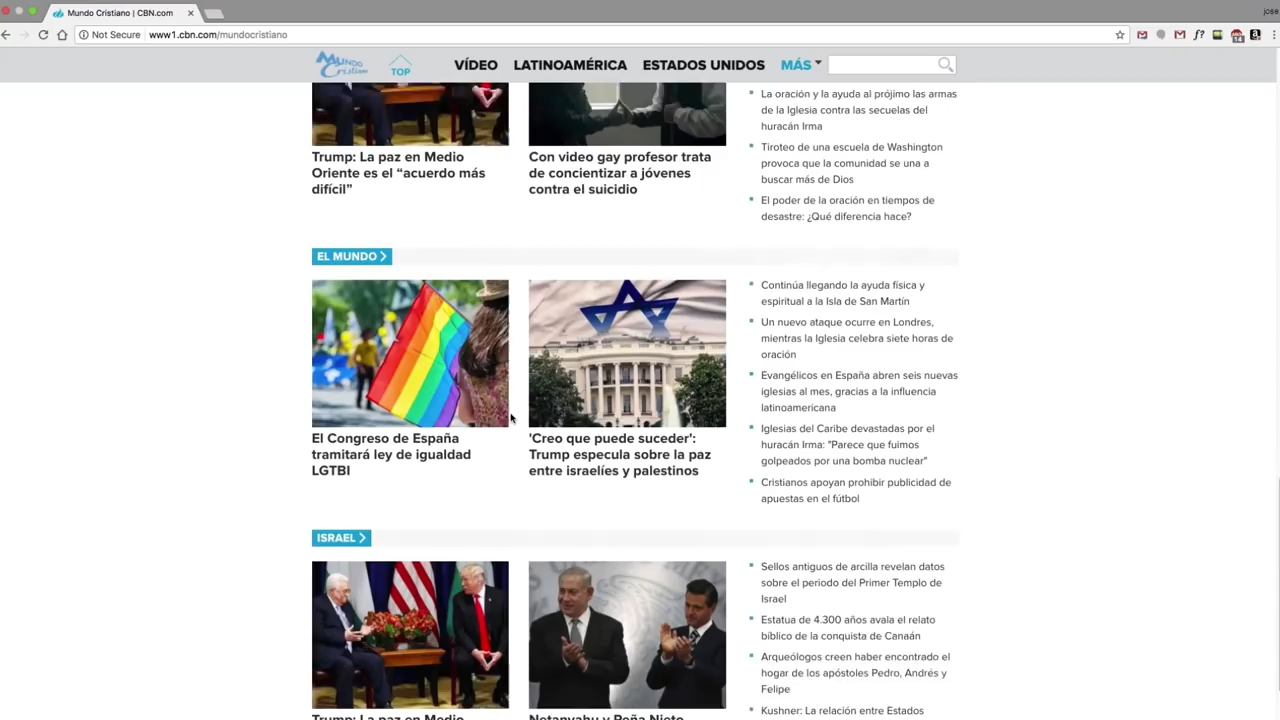 Mundo Cristiano | CBN.com
jose
Not Secure
www1.cbn.com/mundocristiano
14
MUNDO
Cristiano
TOP
VÍDEO
LATINOAMÉRICA
ESTADOS UNIDOS
MÁS
Trump: La paz en Medio
Oriente es el “acuerdo más
difícil”
Con video gay profesor trata
de concientizar a jóvenes
contra el suicidio
La oración y la ayuda al prójimo las armas
de la Iglesia contra las secuelas del
huracán Irma
Tiroteo de una escuela de Washington
provoca que la comunidad se una a
buscar más de Dios
El poder de la oración en tiempos de
desastre: ¿Qué diferencia hace?
EL MUNDO
El Congreso de España
tramitará ley de igualdad
LGTBI
'Creo que puede suceder':
Trump especula sobre la paz
entre israelíes y palestinos
Continúa llegando la ayuda física y
espiritual a la Isla de San Martín
Un nuevo ataque ocurre en Londres,
mientras la Iglesia celebra siete horas de
oración
Evangélicos en España abren seis nuevas
iglesias al mes, gracias a la influencia
latinoamericana
Iglesias del Caribe devastadas por el
huracán Irma: "Parece que fuimos
golpeados por una bomba nuclear"
Cristianos apoyan prohibir publicidad de
apuestas en el fútbol
ISRAEL
Trump: La paz en Medio
Netanyahu y Peña Nieto
Sellos antiguos de arcilla revelan datos
sobre el periodo del Primer Templo de
Israel
Estatua de 4.300 años avala el relato
bíblico de la conquista de Canaán
Arqueólogos creen haber encontrado el
hogar de los apóstoles Pedro, Andrés y
Felipe
Kushner: La relación entre Estados